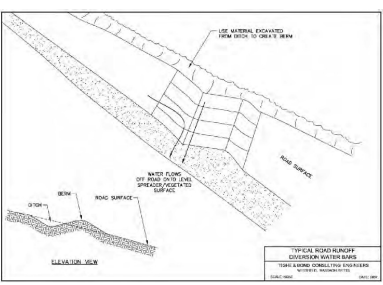 USE MATERIAL EXCAVATED
FROM DITCH TO CREATE BERM
ROAD SURFACE
WATER FLOWS
OFF ROAD ONTO LEVEL
SPREADER/VEGETATED
SURFACE
BERM
DITCH
ROAD SURFACE
ELEVATION VIEW
TYPICAL ROAD RUNOFF
DIVERSION WATER BARS
TIGHE & BOND CONSULTING ENGINEERS